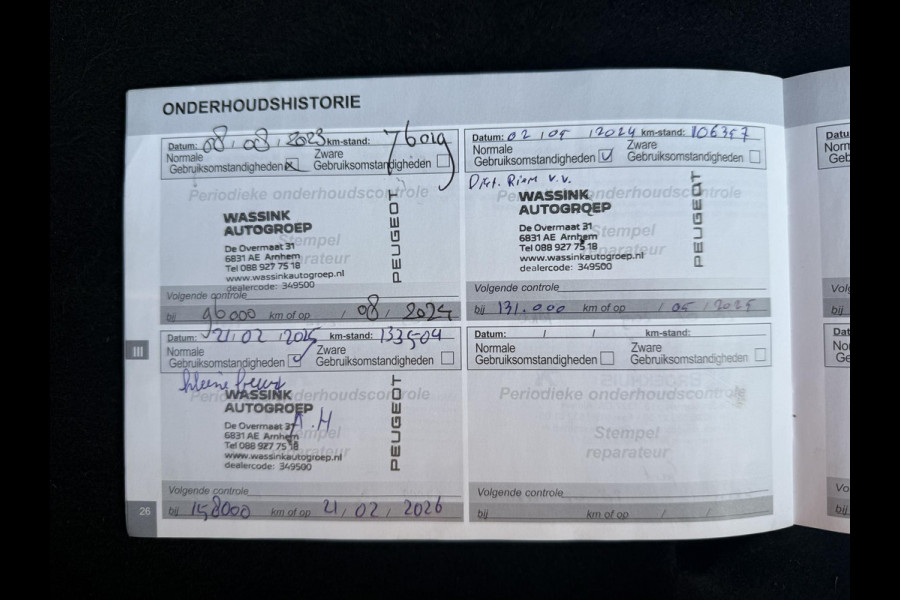 ONDERHOUDSHISTORIE
Datum: 08 / 08 / 2023 km-stand: 76019
Normale Gebruiksomstandigheden
Zware Gebruiksomstandigheden
Periodieke onderhoudscontrole
WASSINK
AUTOGROEP
De Overmaat 31
6831 AE Arnhem
Tel 088 927 75 18
www.wassinkautogroep.nl
dealercode: 349500
PEUGEOT
Stempel
reparateur
Volgende controle
bij 96000 km of op / 08 / 2024
Datum: 02 / 05 / 2024 km-stand: 106357
Normale Gebruiksomstandigheden
Zware Gebruiksomstandigheden
Dist. Riem v.v.
Periodieke onderhoudscontrole
WASSINK
AUTOGROEP
De Overmaat 31
6831 AE Arnhem
Tel 088 927 75 18
www.wassinkautogroep.nl
dealercode: 349500
PEUGEOT
Stempel
reparateur
Volgende controle
bij 131.000 km of op / 05 / 2025
Datum: 21 / 02 / 2025 km-stand: 133504
Normale Gebruiksomstandigheden
Zware Gebruiksomstandigheden
kleine beurt
Periodieke onderhoudscontrole
WASSINK
AUTOGROEP
De Overmaat 31
6831 AE Arnhem
Tel 088 927 75 18
www.wassinkautogroep.nl
dealercode: 349500
PEUGEOT
Stempel
reparateur
Volgende controle
bij 158000 km of op 21 / 02 / 2026
Datum: / / km-stand:
Normale Gebruiksomstandigheden
Zware Gebruiksomstandigheden
Periodieke onderhoudscontrole
Stempel
reparateur
Volgende controle
bij km of op / /
III
26